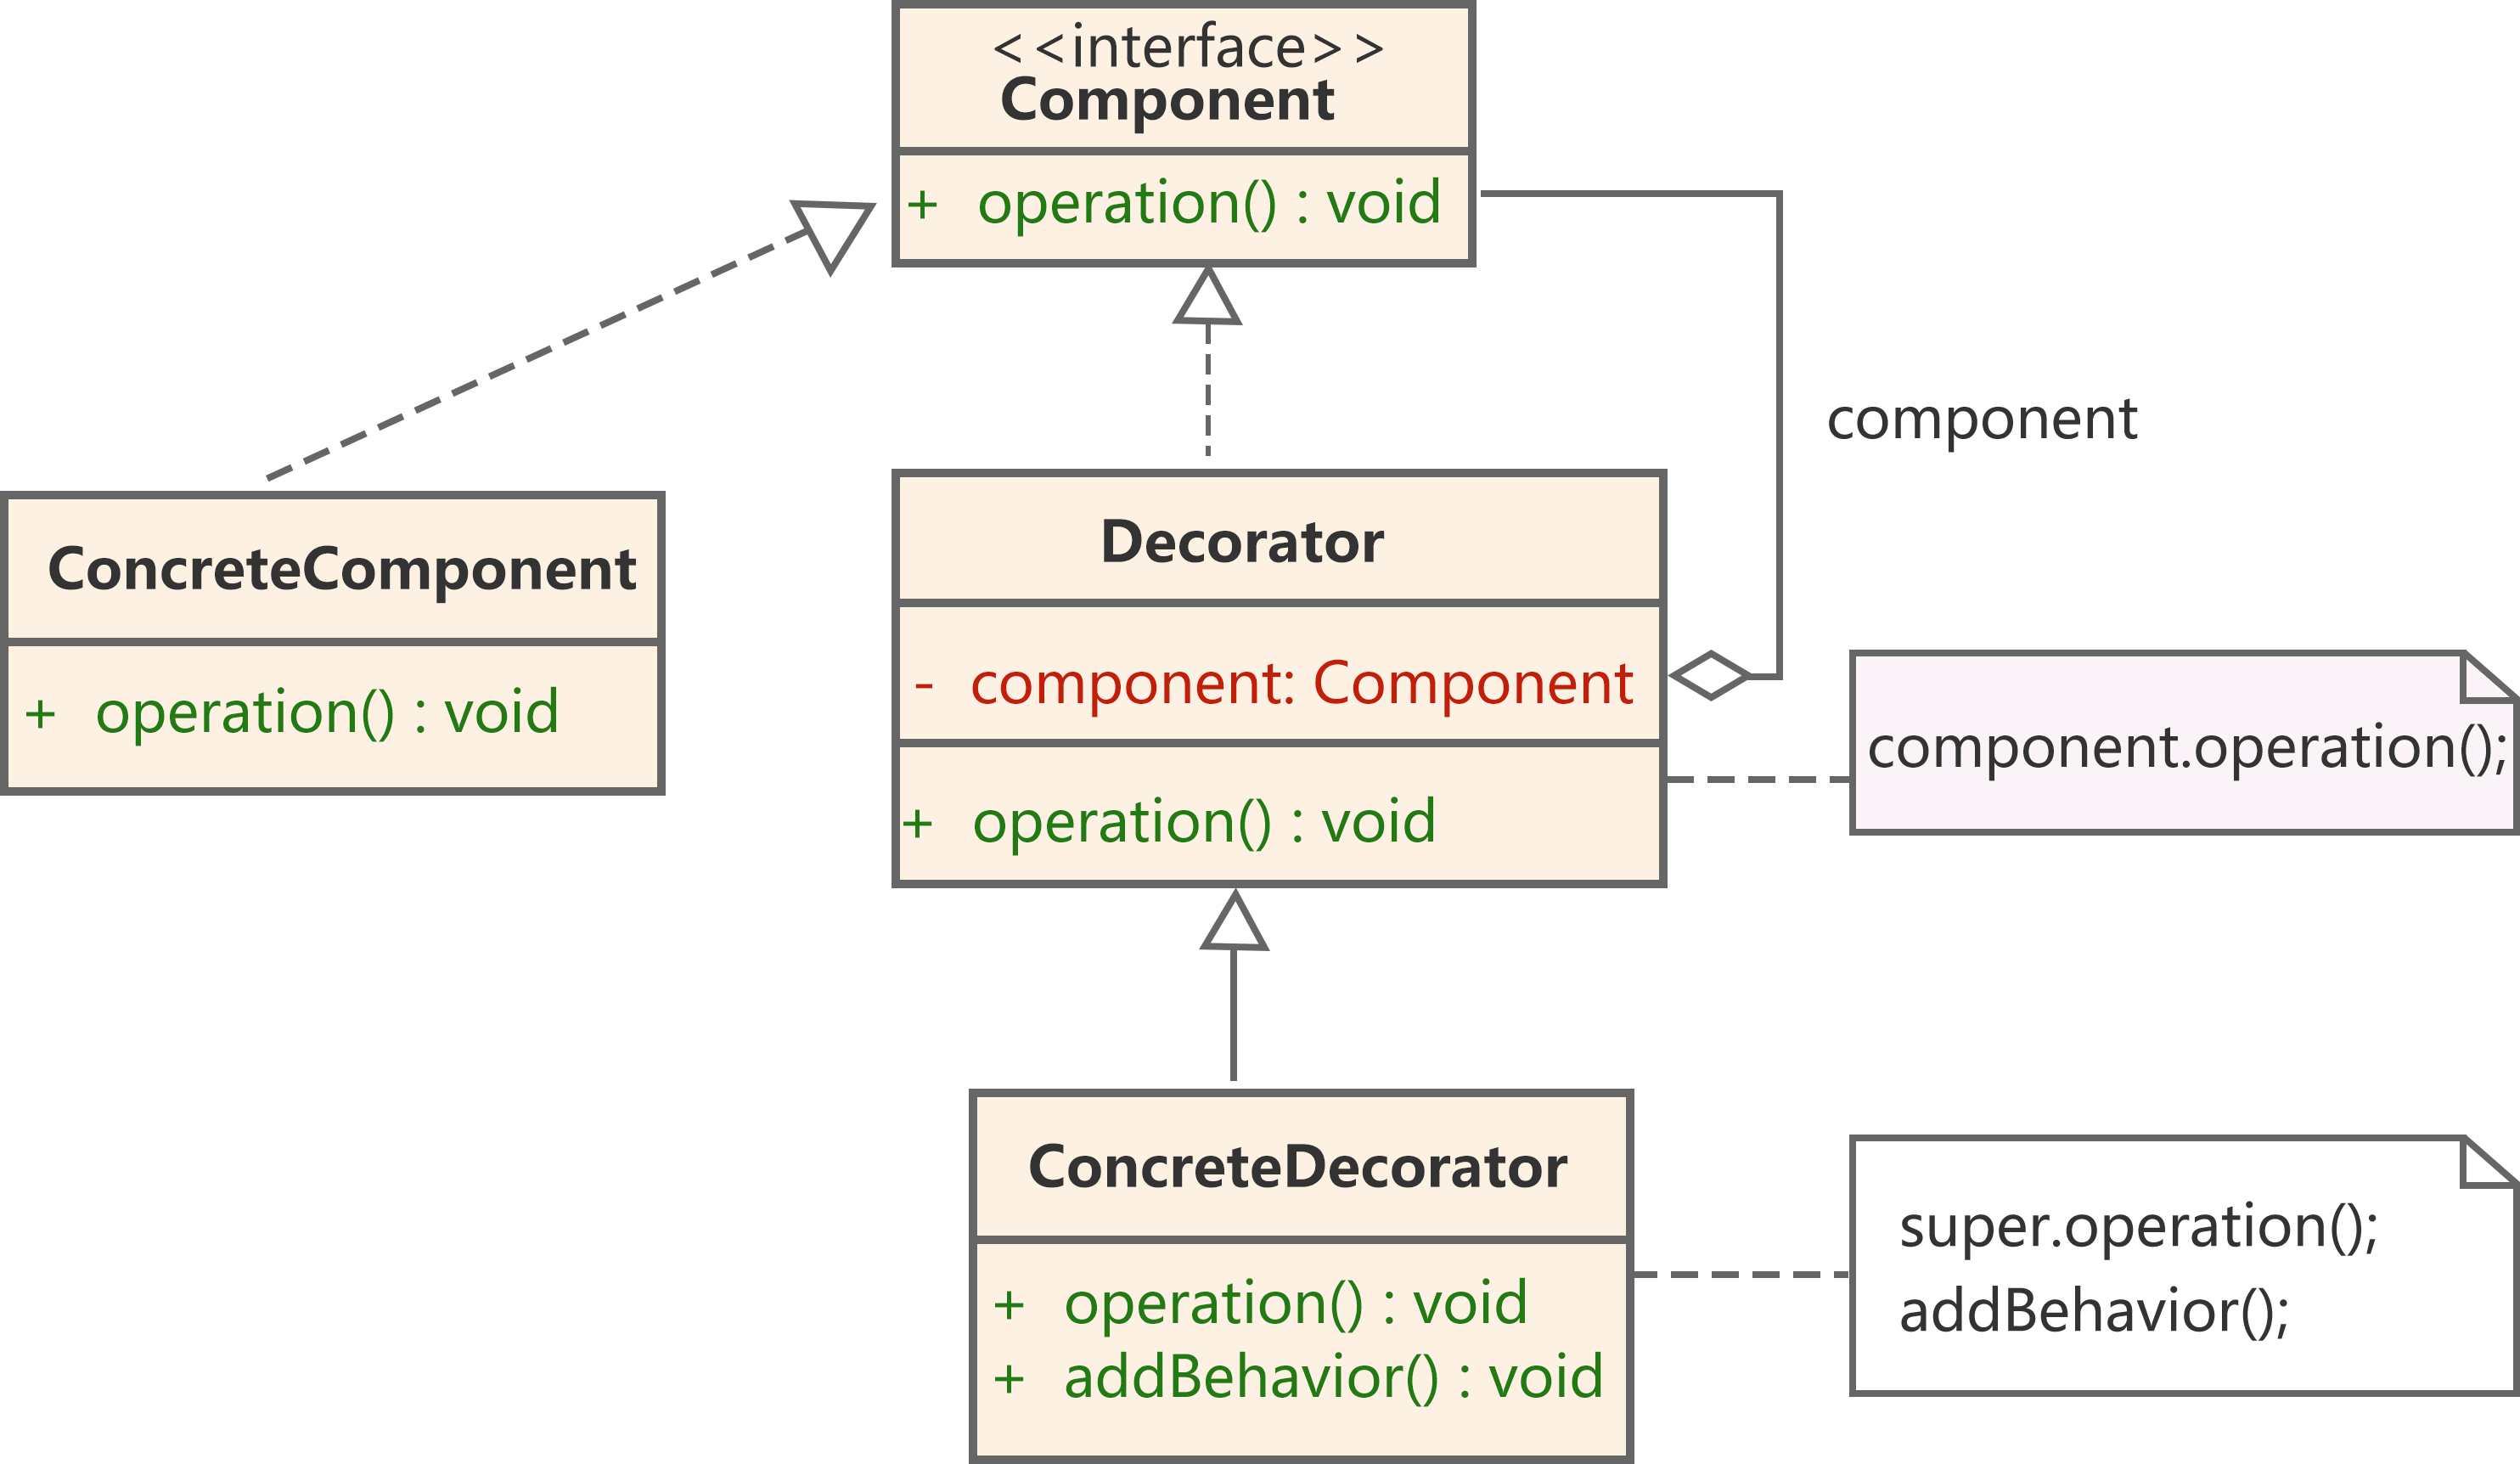 <<interface>>
Component
+ operation() : void
component
ConcreteComponent
+ operation() : void
Decorator
- component: Component
+ operation() : void
component.operation();
ConcreteDecorator
+ operation() : void
+ addBehavior() : void
super.operation();
addBehavior();